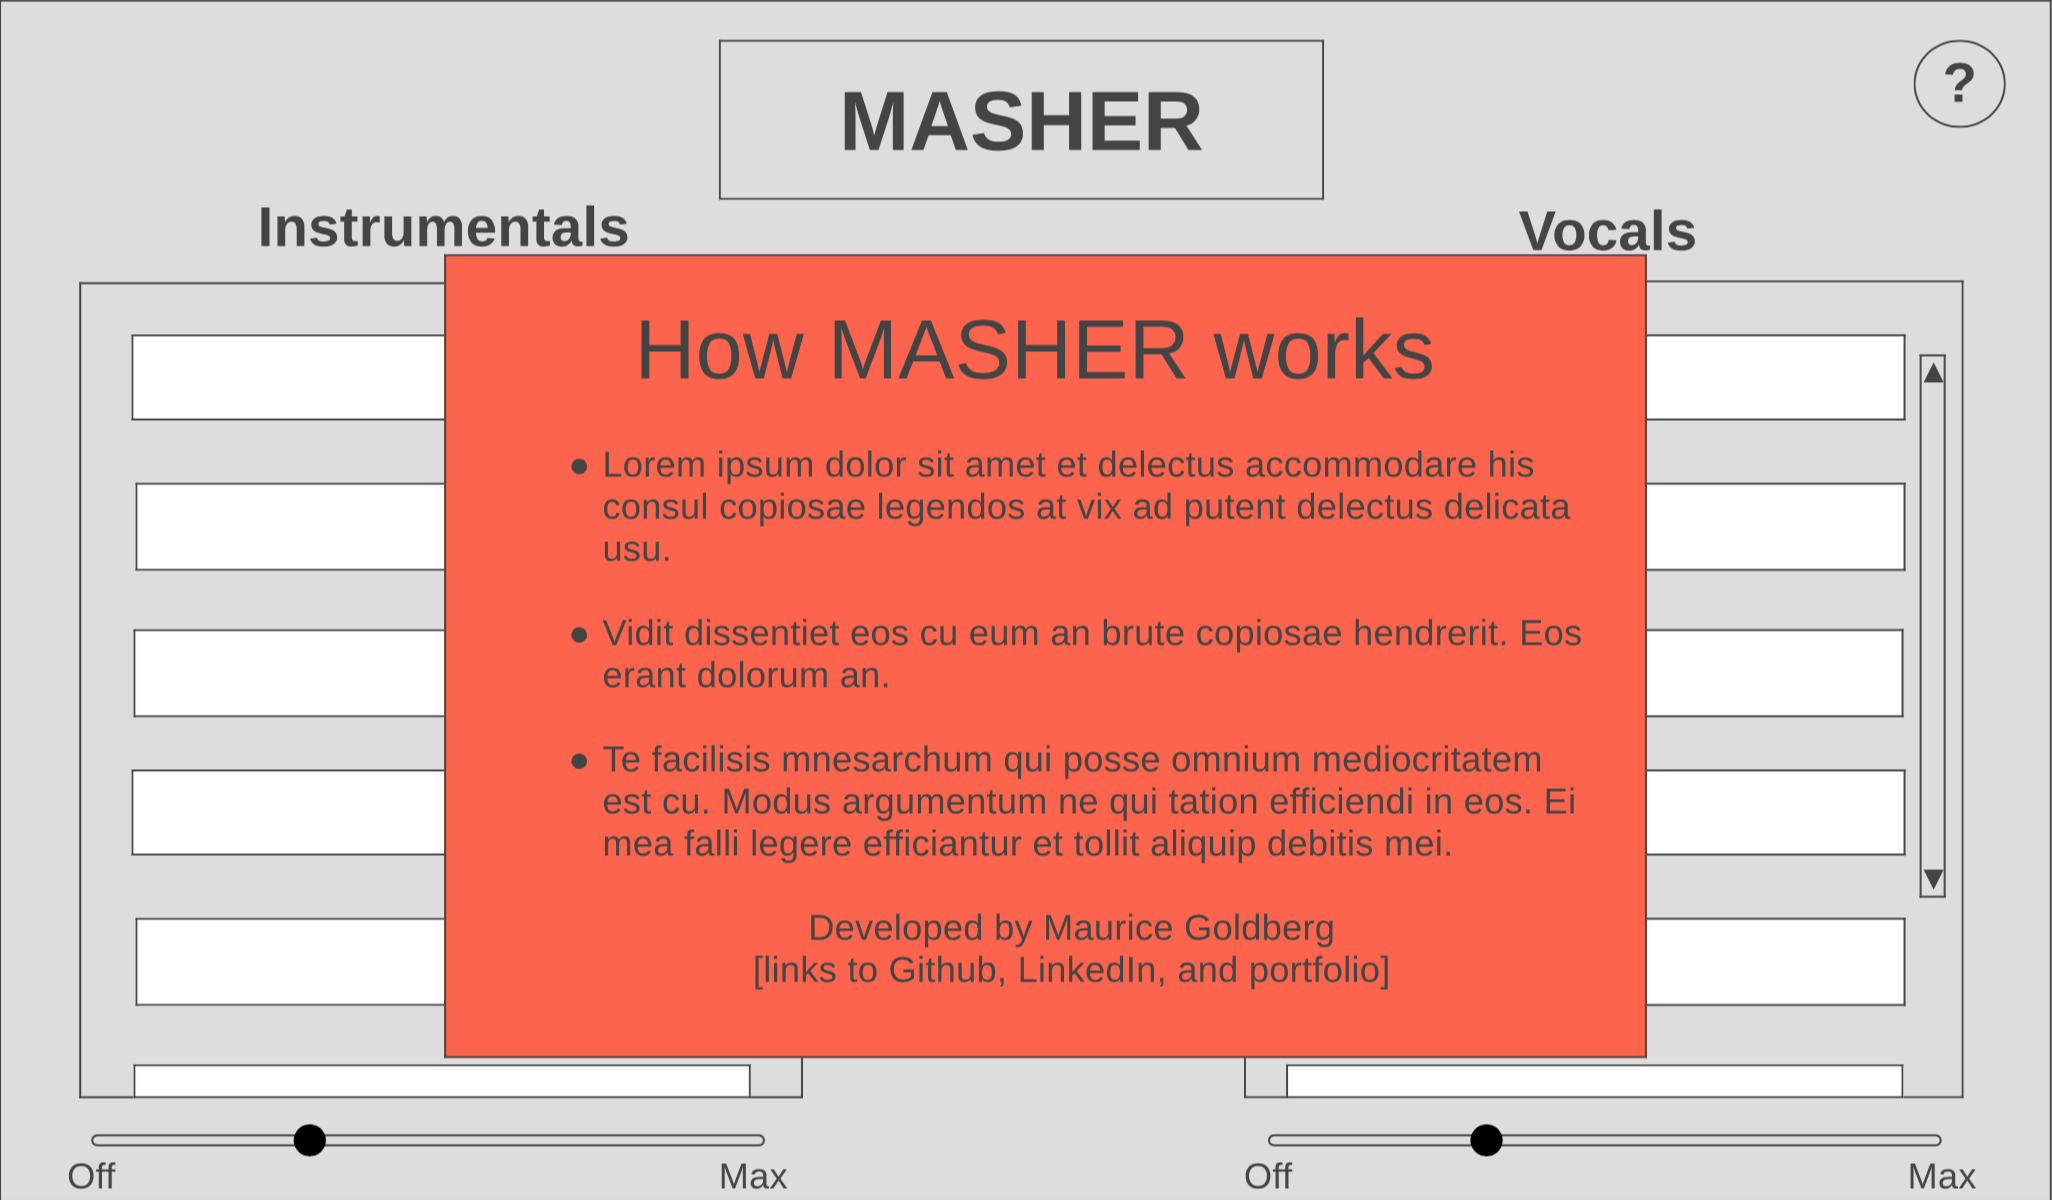 MASHER
?
Instrumentals
Vocals
How MASHER works
● Lorem ipsum dolor sit amet et delectus accommodare his
consul copiosae legendos at vix ad putent delectus delicata
usu.
● Vidit dissentiet eos cu eum an brute copiosae hendrerit. Eos
erant dolorum an.
● Te facilisis mnesarchum qui posse omnium mediocritatem
est cu. Modus argumentum ne qui tation efficiendi in eos. Ei
mea falli legere efficiantur et tollit aliquip debitis mei.
Developed by Maurice Goldberg
[links to Github, LinkedIn, and portfolio]
Off
Max
Off
Max